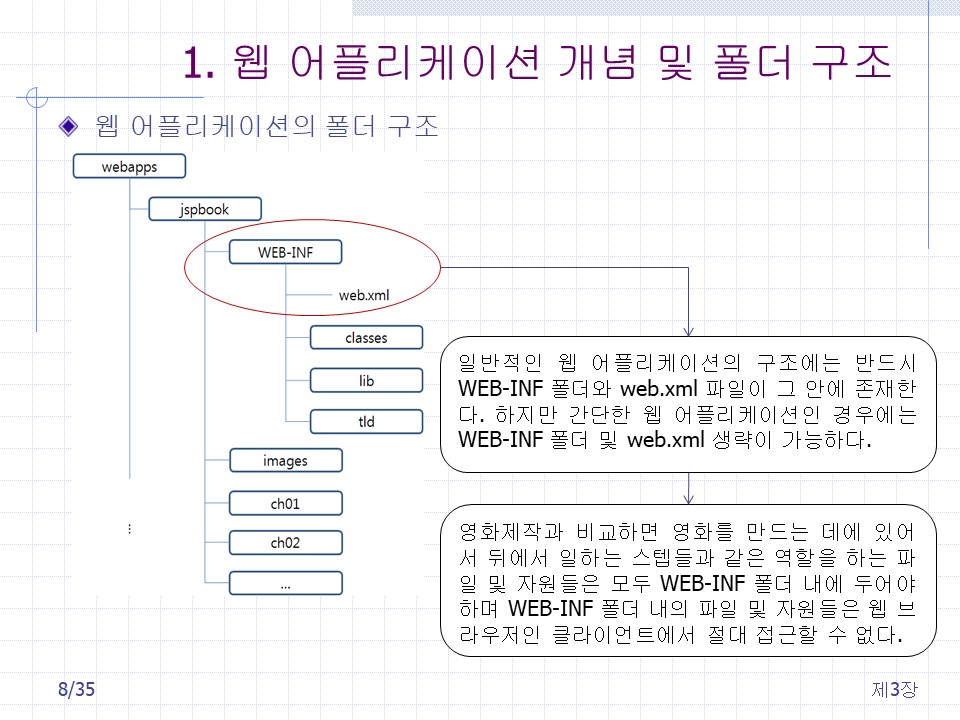 1. 웹 어플리케이션 개념 및 폴더 구조
웹 어플리케이션의 폴더 구조
webapps
jspbook
WEB-INF
web.xml
classes
lib
tld
images
ch01
ch02
...
...
일반적인 웹 어플리케이션의 구조에는 반드시
WEB-INF 폴더와 web.xml 파일이 그 안에 존재한
다. 하지만 간단한 웹 어플리케이션인 경우에는
WEB-INF 폴더 및 web.xml 생략이 가능하다.
영화제작과 비교하면 영화를 만드는 데에 있어
서 뒤에서 일하는 스텝들과 같은 역할을 하는 파
일 및 자원들은 모두 WEB-INF 폴더 내에 두어야
하며 WEB-INF 폴더 내의 파일 및 자원들은 웹 브
라우저인 클라이언트에서 절대 접근할 수 없다.
8/35
제3장